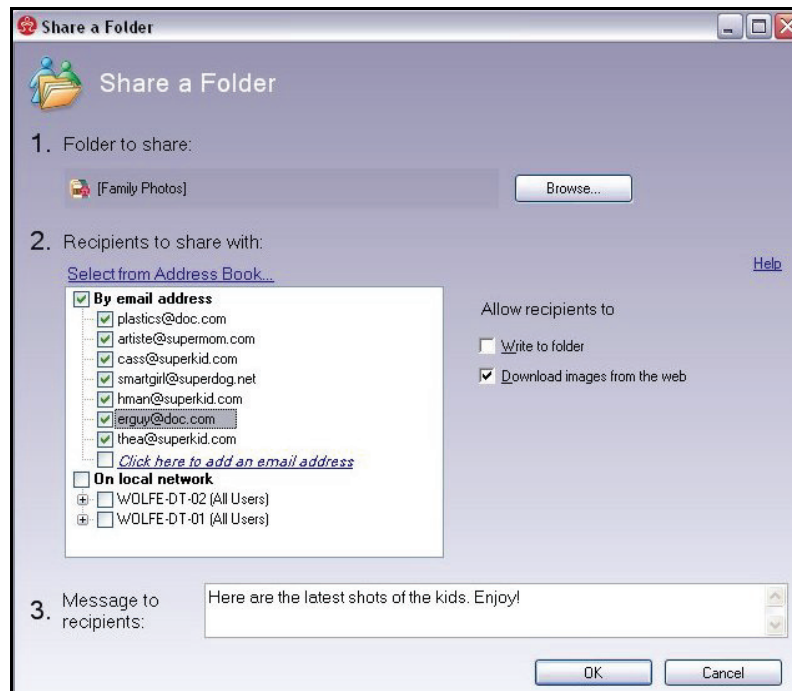 Share a Folder
Share a Folder
1. Folder to share:
[Family Photos]
Browse...
2. Recipients to share with:
Help
Select from Address Book...
By email address
plastics@doc.com
artiste@supermom.com
cass@superkid.com
smartgirl@superdog.net
hman@superkid.com
erguy@doc.com
thea@superkid.com
Click here to add an email address
On local network
WOLFE-DT-02 (All Users)
WOLFE-DT-01 (All Users)
Allow recipients to
Write to folder
Download images from the web
3. Message to
recipients:
Here are the latest shots of the kids. Enjoy!
OK
Cancel